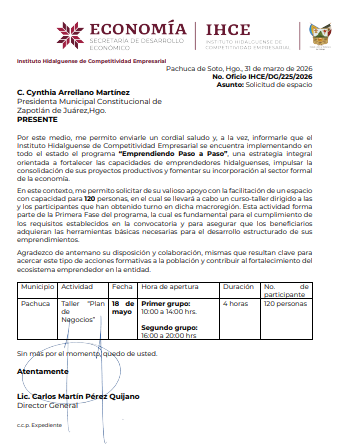 ECONOMÍA
SECRETARÍA DE DESARROLLO
ECONÓMICO
IHCE
INSTITUTO HIDALGUENSE DE
COMPETITIVIDAD EMPRESARIAL
Instituto Hidalguense de Competitividad Empresarial
Pachuca de Soto, Hgo., 31 de marzo de 2026
No. Oficio IHCE/DG/225/2026
Asunto: Solicitud de espacio
C. Cynthia Arrellano Martínez
Presidenta Municipal Constitucional de
Zapotlán de Juárez,Hgo.
PRESENTE
Por este medio, me permito enviarle un cordial saludo y, a la vez, informarle que el
Instituto Hidalguense de Competitividad Empresarial se encuentra implementando en
todo el estado el programa “Emprendiendo Paso a Paso”, una estrategia integral
orientada a fortalecer las capacidades de emprendedores hidalguenses, impulsar la
consolidación de sus proyectos productivos y fomentar su incorporación al sector formal
de la economía.
En este contexto, me permito solicitar de su valioso apoyo con la facilitación de un espacio
con capacidad para 120 personas, en el cual se llevará a cabo un curso-taller dirigido a las
y los participantes que han obtenido empate en dicha macroregión. Esta actividad forma
parte de la Primera Fase del programa, la cual es fundamental para el cumplimiento de
los requisitos establecidos en la convocatoria y para asegurar que los beneficiarios
adquieran las herramientas básicas necesarias para el desarrollo estructurado de sus
emprendimientos.
Agradezco de antemano su disposición y colaboración, mismas que resultan clave para
acercar este tipo de acciones formativas a la población y contribuir al fortalecimiento del
ecosistema emprendedor en la entidad.
Municipio Actividad Fecha Hora de apertura Duración No. de participante
Pachuca Taller "Plan de Negocios" 18 de mayo Primer grupo: 4 horas 120 personas
10:00 a 14:00 hrs.
Segundo grupo:
16:00 a 20:00 hrs
Sin más por el momento, quedo de usted.
Atentamente
Lic. Carlos Martín Pérez Quijano
Director General
c.c.p. Expediente